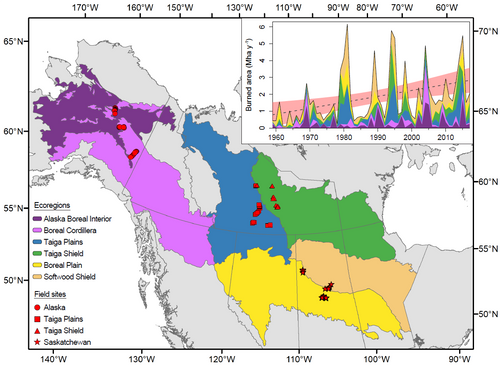 170°W 160°W 150°W 140°W 130°W 120°W 110°W 100°W 90°W 80°W 70°W 60°W 50°W
65°N
60°N
55°N
50°N
70°N
65°N
60°N
55°N
50°N
Burned area (Mha y⁻¹)
6
5
4
3
2
1
0
1960 1970 1980 1990 2000 2010
Ecoregions
Alaska Boreal Interior
Boreal Cordillera
Taiga Plains
Taiga Shield
Boreal Plain
Softwood Shield
Field sites
Alaska
Taiga Plains
Taiga Shield
Saskatchewan
140°W 130°W 120°W 110°W 100°W 90°W